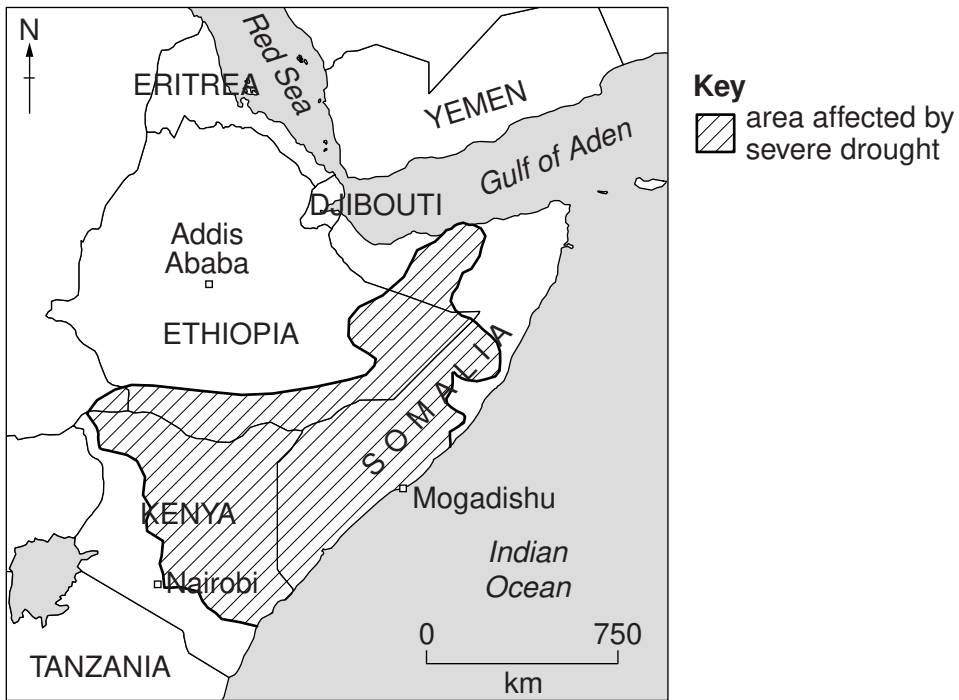 N
Red Sea
ERITREA
YEMEN
Gulf of Aden
DJIBOUTI
Addis
Ababa
ETHIOPIA
SOMALIA
Mogadishu
KENYA
Nairobi
Indian
Ocean
TANZANIA
0 750
km
Key
area affected by
severe drought